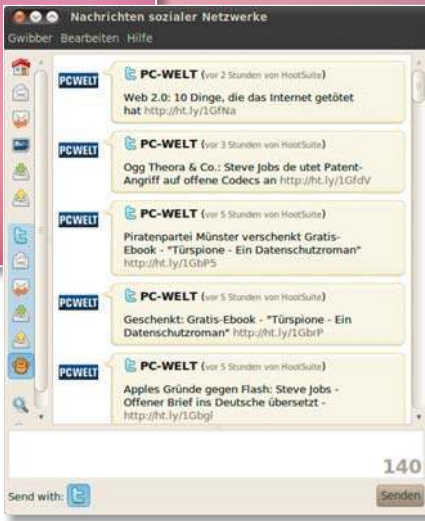 Nachrichten sozialer Netzwerke
Gwibber Bearbeiten Hilfe
PCWELT
PC-WELT (vor 2 Stunden von HootSuite)
Web 2.0: 10 Dinge, die das Internet getötet
hat http://ht.ly/1GfNa
PCWELT
PC-WELT (vor 3 Stunden von HootSuite)
Ogg Theora & Co.: Steve Jobs de utet Patent-
Angriff auf offene Codecs an http://ht.ly/1GfdV
PCWELT
PC-WELT (vor 5 Stunden von HootSuite)
Piratenpartei Münster verschenkt Gratis-
Ebook - "Türspione - Ein Datenschutzroman"
http://ht.ly/1GbP5
PCWELT
PC-WELT (vor 5 Stunden von HootSuite)
Geschenkt: Gratis-Ebook - "Türspione - Ein
Datenschutzroman" http://ht.ly/1GbrP
PCWELT
PC-WELT (vor 5 Stunden von HootSuite)
Apples Gründe gegen Flash: Steve Jobs -
Offener Brief ins Deutsche übersetzt -
http://ht.ly/1Gbgl
140
Send with:
Senden